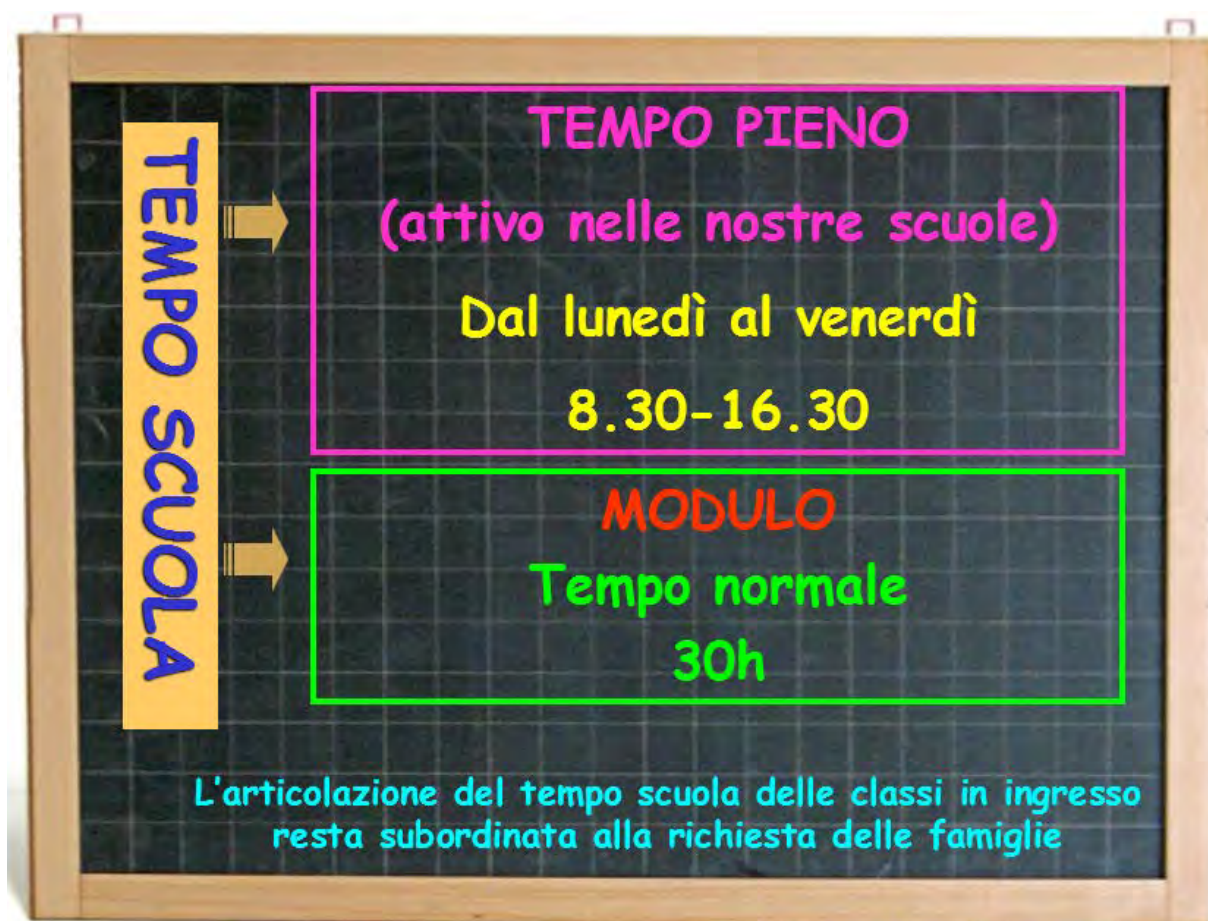 TEMPO SCUOLA
TEMPO PIENO
(attivo nelle nostre scuole)
Dal lunedì al venerdì
8.30-16.30
MODULO
Tempo normale
30h
L'articolazione del tempo scuola delle classi in ingresso
resta subordinata alla richiesta delle famiglie